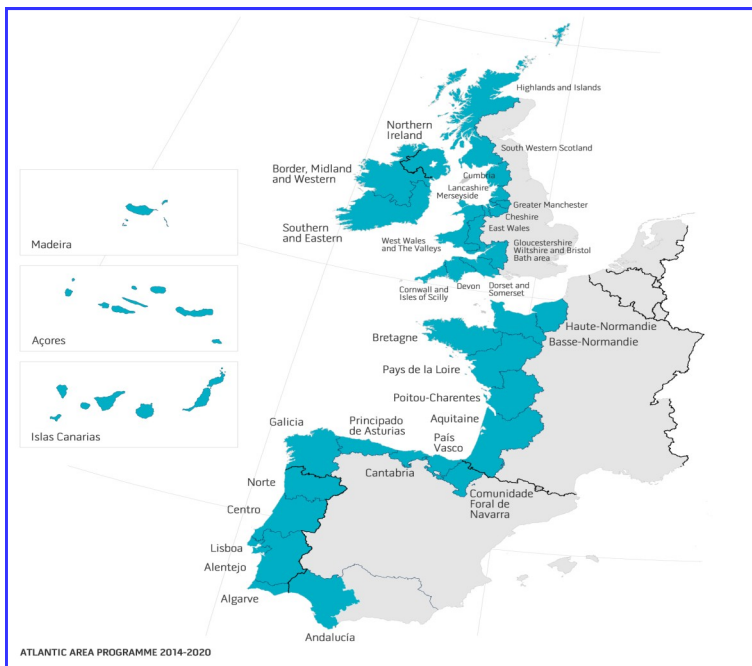 Highlands and Islands
Northern
Ireland
South Western Scotland
Border, Midland
and Western
Cumbria
Lancashire
Merseyside
Greater Manchester
Cheshire
East Wales
Southern
and Eastern
West Wales
and The Valleys
Gloucestershire
Wiltshire and Bristol
Bath area
Cornwall and
Isles of Scilly
Devon
Dorset and
Somerset
Madeira
Açores
Islas Canarias
Haute-Normandie
Basse-Normandie
Bretagne
Pays de la Loire
Poitou-Charentes
Aquitaine
País
Vasco
Principado
de Asturias
Galicia
Cantabria
Comunidade
Foral de
Navarra
Norte
Centro
Lisboa
Alentejo
Algarve
Andalucía
ATLANTIC AREA PROGRAMME 2014-2020